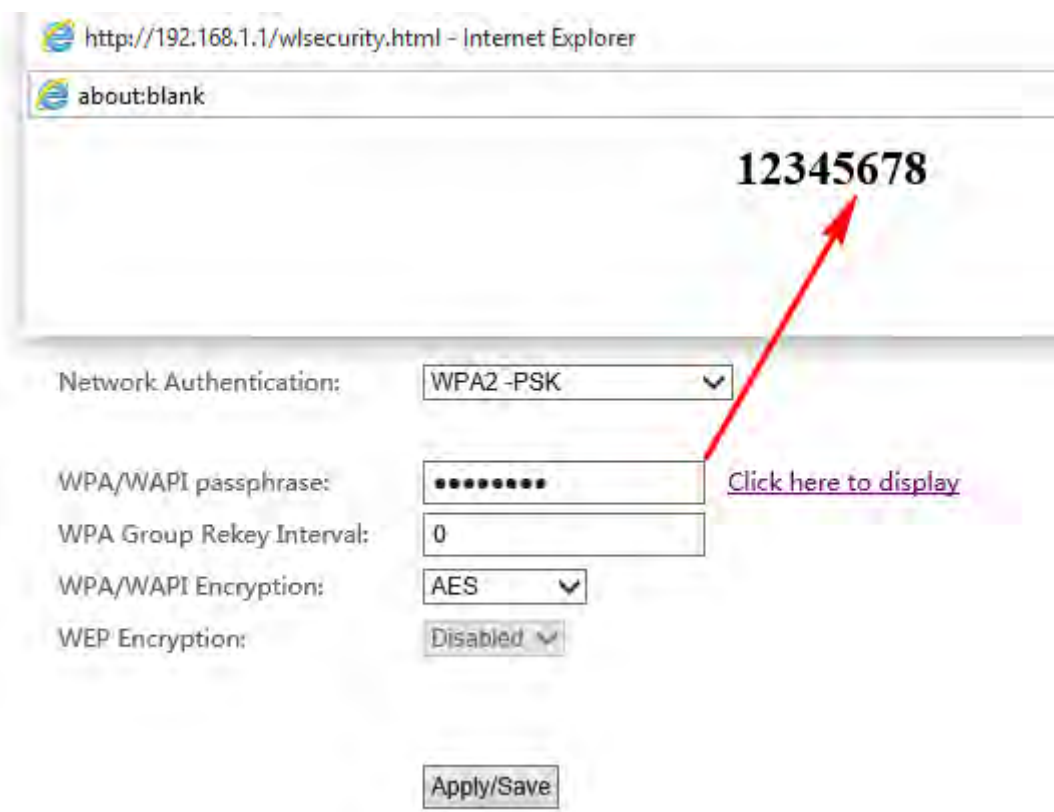 http://192.168.1.1/wlsecurity.html - Internet Explorer
about:blank
12345678
Network Authentication: WPA2 -PSK
WPA/WAPI passphrase: •••••••• Click here to display
WPA Group Rekey Interval: 0
WPA/WAPI Encryption: AES
WEP Encryption: Disabled
Apply/Save